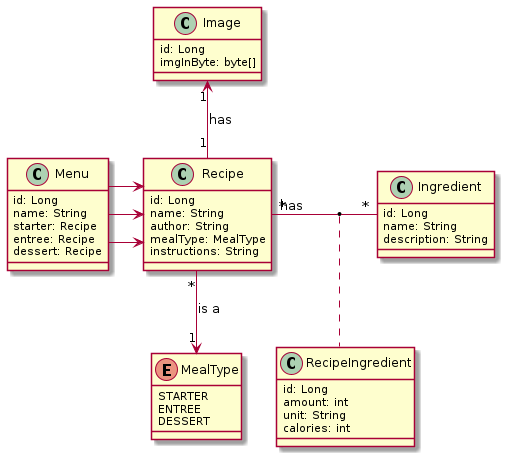 C Image
id: Long
imgInByte: byte[]
1
has
1
C Menu
id: Long
name: String
starter: Recipe
entree: Recipe
dessert: Recipe
C Recipe
id: Long
name: String
author: String
mealType: MealType
instructions: String
*
has
*
C Ingredient
id: Long
name: String
description: String
*
is a
1
E MealType
STARTER
ENTREE
DESSERT
C RecipeIngredient
id: Long
amount: int
unit: String
calories: int